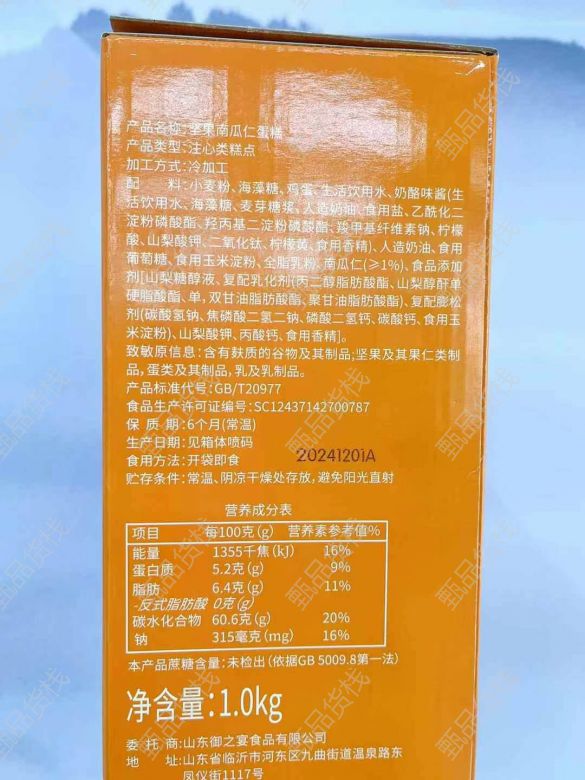 产品名称:坚果南瓜仁蛋糕
产品类型:注心类糕点
加工方式:冷加工
配 料:小麦粉、海藻糖、鸡蛋、生活饮用水、奶酪味酱(生
活饮用水、海藻糖、麦芽糖浆、人造奶油、食用盐、乙酰化二
淀粉磷酸酯、羟丙基二淀粉磷酸酯、羧甲基纤维素钠、柠檬
酸、山梨酸钾、二氧化钛、柠檬黄、食用香精)、人造奶油、食用
葡萄糖、食用玉米淀粉、全脂乳粉、南瓜仁(≥1%)、食品添加
剂[山梨糖醇液、复配乳化剂(丙二醇脂肪酸酯、山梨醇酐单
硬脂酸酯、单,双甘油脂肪酸酯、聚甘油脂肪酸酯)、复配膨松
剂(碳酸氢钠、焦磷酸二氢二钠、磷酸二氢钙、碳酸钙、食用玉
米淀粉)、山梨酸钾、丙酸钙、食用香精]。
致敏原信息:含有麸质的谷物及其制品;坚果及其果仁类制
品,蛋类及其制品,乳及乳制品。
产品标准代号:GB/T20977
食品生产许可证编号:SC12437142700787
保 质 期:6个月(常温)
生产日期:见箱体喷码
20241201A
食用方法:开袋即食
贮存条件:常温、阴凉干燥处存放,避免阳光直射
营养成分表
项目 每100克(g) 营养素参考值%
能量 1355千焦(kJ) 16%
蛋白质 5.2克(g) 9%
脂肪 6.4克(g) 11%
-反式脂肪酸 0克(g)
碳水化合物 60.6克(g) 20%
钠 315毫克(mg) 16%
本产品蔗糖含量:未检出(依据GB 5009.8第一法)
净含量:1.0kg
委 托 商:山东御之宴食品有限公司
地 址:山东省临沂市河东区九曲街道温泉路东
凤仪街1117号
甄品货栈